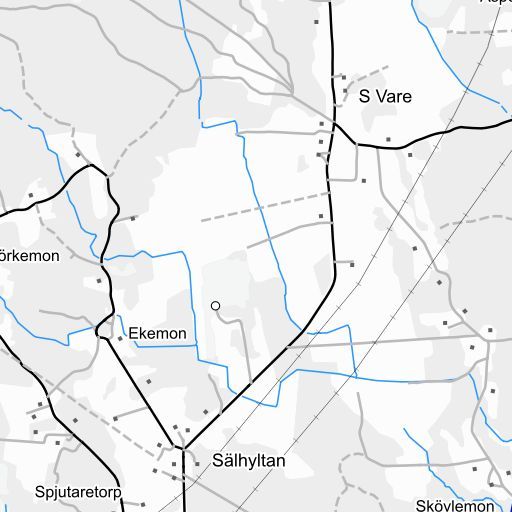 S Vare
örkemon
Ekemon
Sälhyltan
Spjutaretorp
Skövlemon